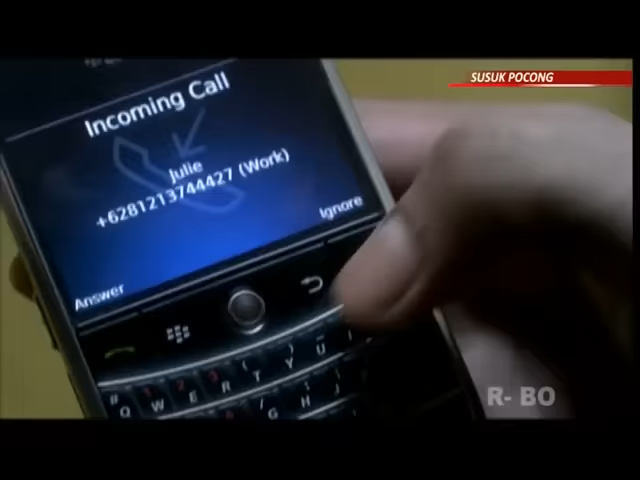 SUSUK POCONG
Incoming Call
Julie
+6281213744427 (Work)
Ignore
Answer
Q W E R T Y U I
G H J
R- BO